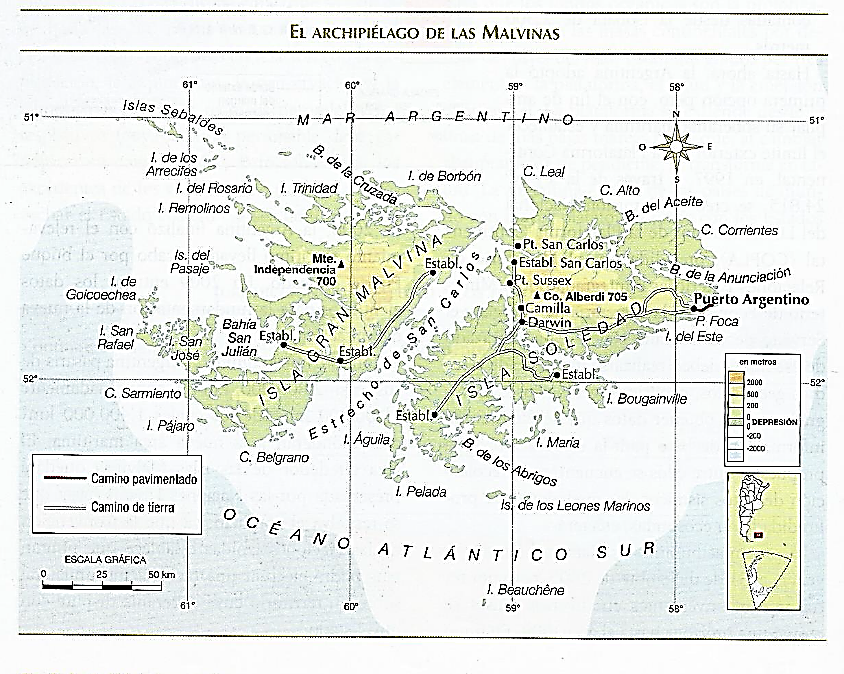 EL ARCHIPIÉLAGO DE LAS MALVINAS
61° 60° 59° 58°
51° MAR ARGENTINO 51°
Islas Sebaldes
I. de los
Arrecifes
I. del Rosario
I. Trinidad
B. de la Cruzada
I. de Borbón
I. Remolinos
C. Leal
C. Alto
B. del Aceite
C. Corrientes
N
O E
S
Is. del
Pasaje
Mte.
Independencia
700
ISLA GRAN MALVINA
Establ.
Pt. San Carlos
Establ. San Carlos
Pt. Sussex
Co. Alberdi 705
Camilla
Darwin
B. de la Anunciación
Puerto Argentino
P. Foca
I. del Este
I. de
Goicoechea
I. San
Rafael
I. San
José
Bahía
San
Julián
Establ.
Establ.
Estrecho de San Carlos
ISLA SOLEDAD
52° 52°
C. Sarmiento
I. Pájaro
C. Belgrano
I. Águila
Establ.
Establ.
I. Bougainville
I. María
B. de los Abrigos
I. Pelada
Is. de los Leones Marinos
OCÉANO ATLÁNTICO SUR
I. Beauchêne
en metros
2000
500
200
0
0 DEPRESIÓN
-200
-2000
Camino pavimentado
Camino de tierra
ESCALA GRÁFICA
0 25 50 km
61° 60° 59° 58°